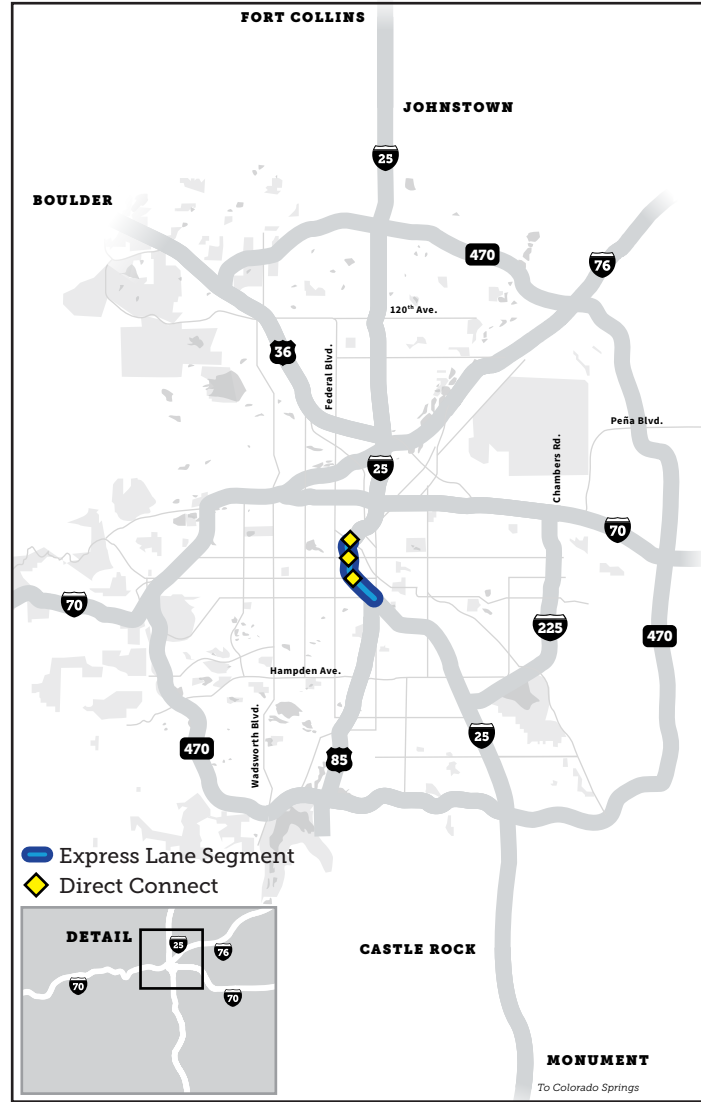 FORT COLLINS
JOHNSTOWN
25
BOULDER
470
76
120th Ave.
36
Federal Blvd.
Peña Blvd.
Chambers Rd.
25
70
70
225
470
Hampden Ave.
Wadsworth Blvd.
25
470
85
Express Lane Segment
Direct Connect
DETAIL
25
76
70
70
CASTLE ROCK
MONUMENT
To Colorado Springs